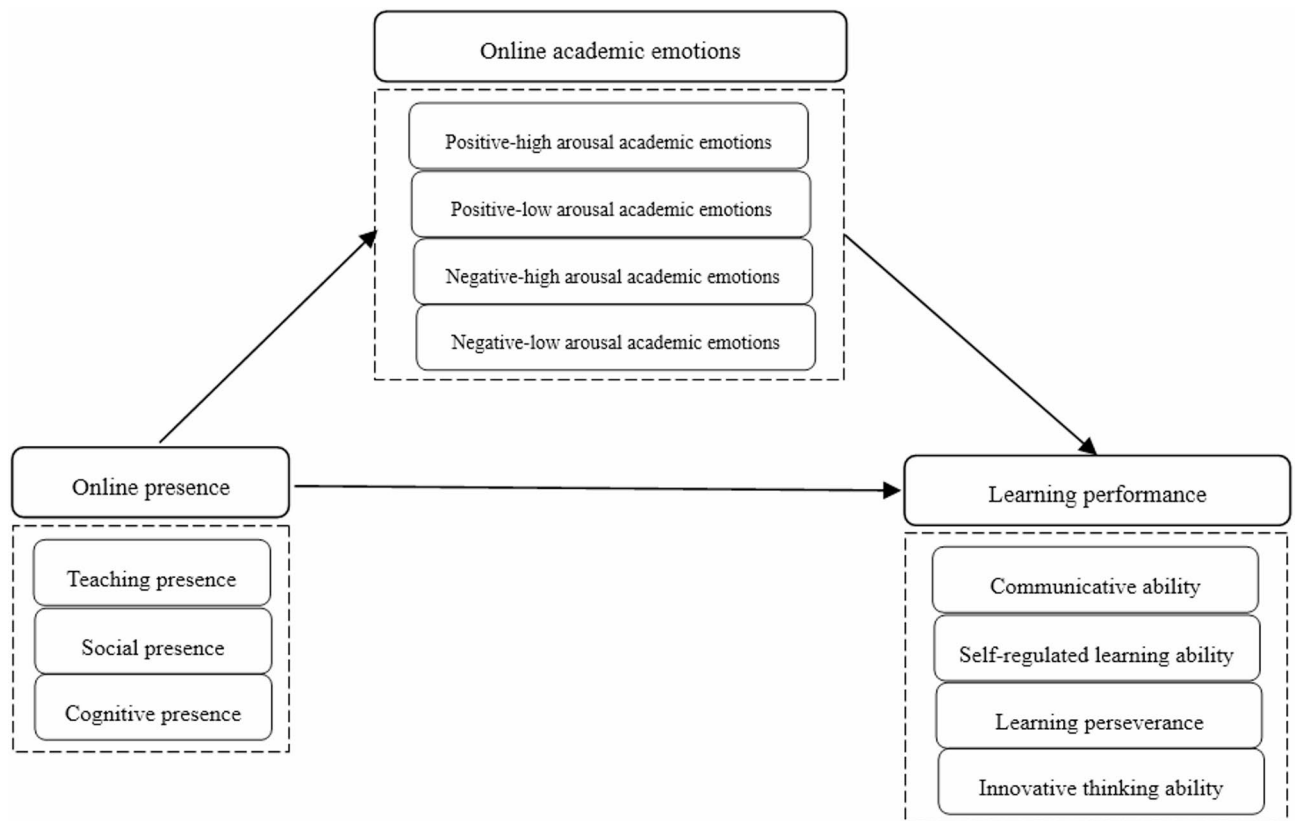 Online academic emotions
Positive-high arousal academic emotions
Positive-low arousal academic emotions
Negative-high arousal academic emotions
Negative-low arousal academic emotions
Online presence
Teaching presence
Social presence
Cognitive presence
Learning performance
Communicative ability
Self-regulated learning ability
Learning perseverance
Innovative thinking ability